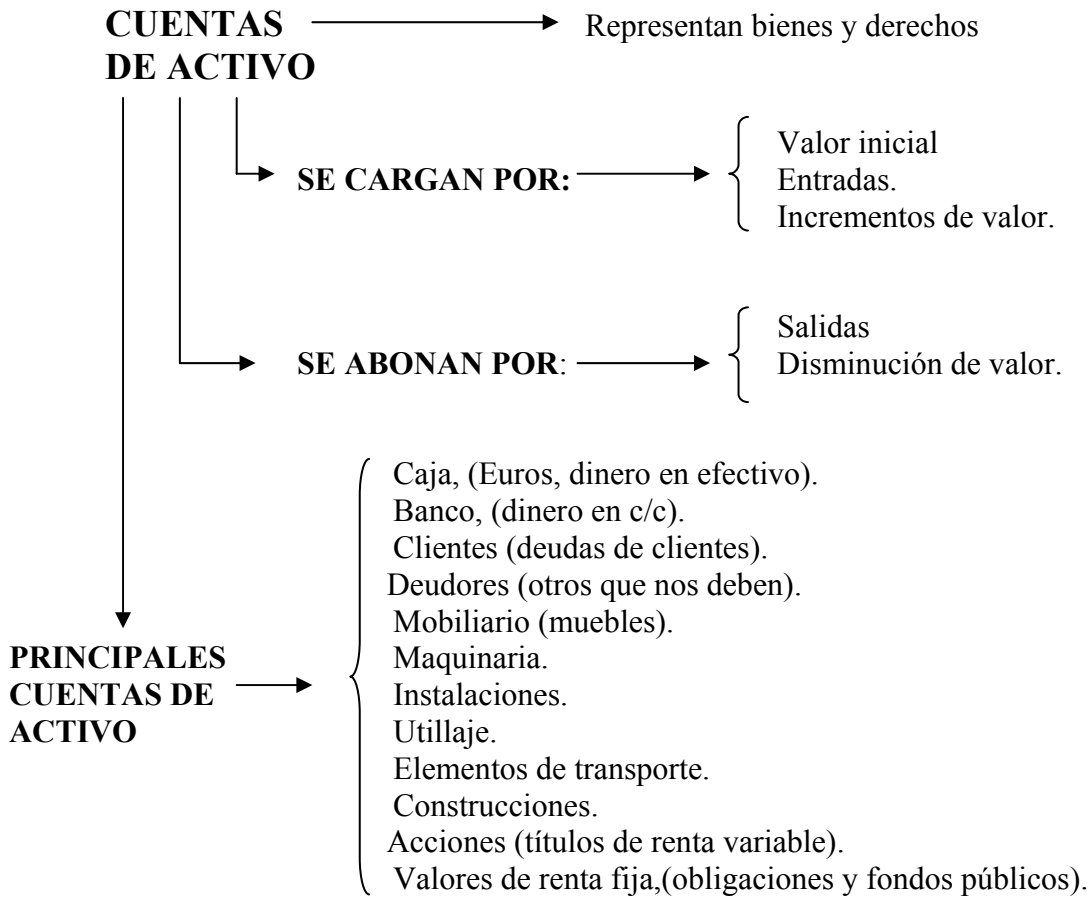 CUENTAS
DE ACTIVO
Representan bienes y derechos
SE CARGAN POR:
Valor inicial
Entradas.
Incrementos de valor.
SE ABONAN POR:
Salidas
Disminución de valor.
PRINCIPALES
CUENTAS DE
ACTIVO
Caja, (Euros, dinero en efectivo).
Banco, (dinero en c/c).
Clientes (deudas de clientes).
Deudores (otros que nos deben).
Mobiliario (muebles).
Maquinaria.
Instalaciones.
Utillaje.
Elementos de transporte.
Construcciones.
Acciones (títulos de renta variable).
Valores de renta fija,(obligaciones y fondos públicos).